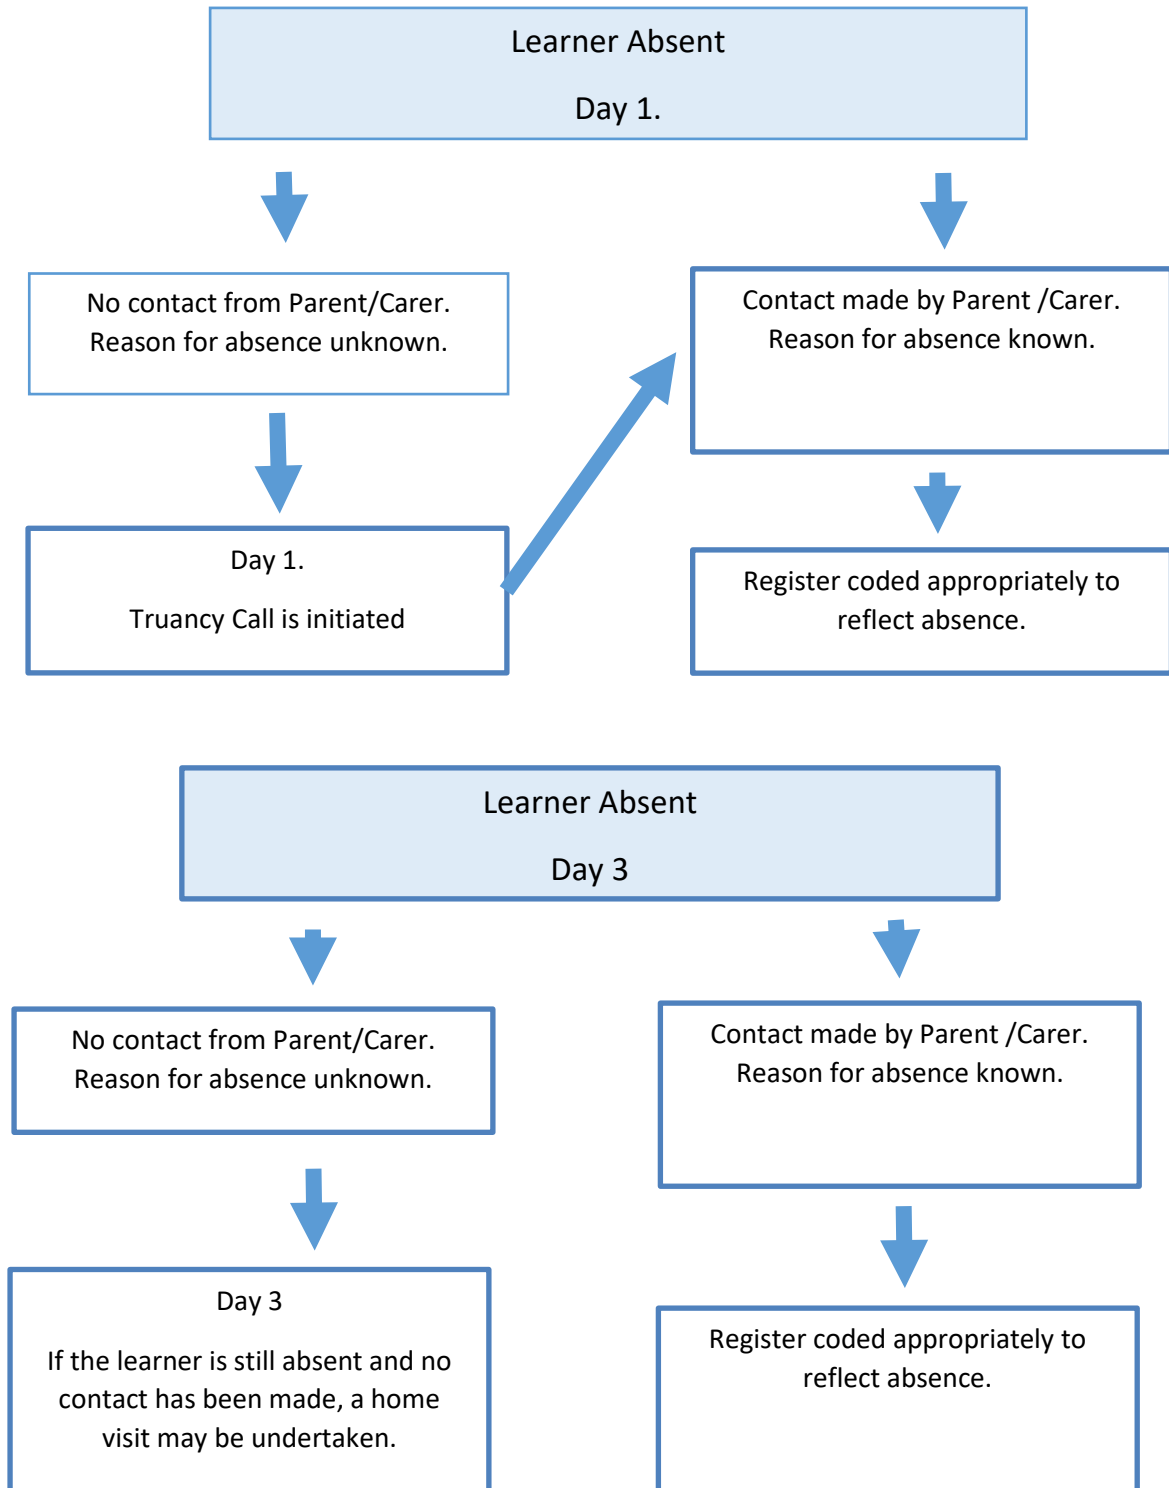 Learner Absent
Day 1.
No contact from Parent/Carer.
Reason for absence unknown.
Contact made by Parent /Carer.
Reason for absence known.
Day 1.
Truancy Call is initiated
Register coded appropriately to
reflect absence.
Learner Absent
Day 3
No contact from Parent/Carer.
Reason for absence unknown.
Contact made by Parent /Carer.
Reason for absence known.
Day 3
If the learner is still absent and no
contact has been made, a home
visit may be undertaken.
Register coded appropriately to
reflect absence.